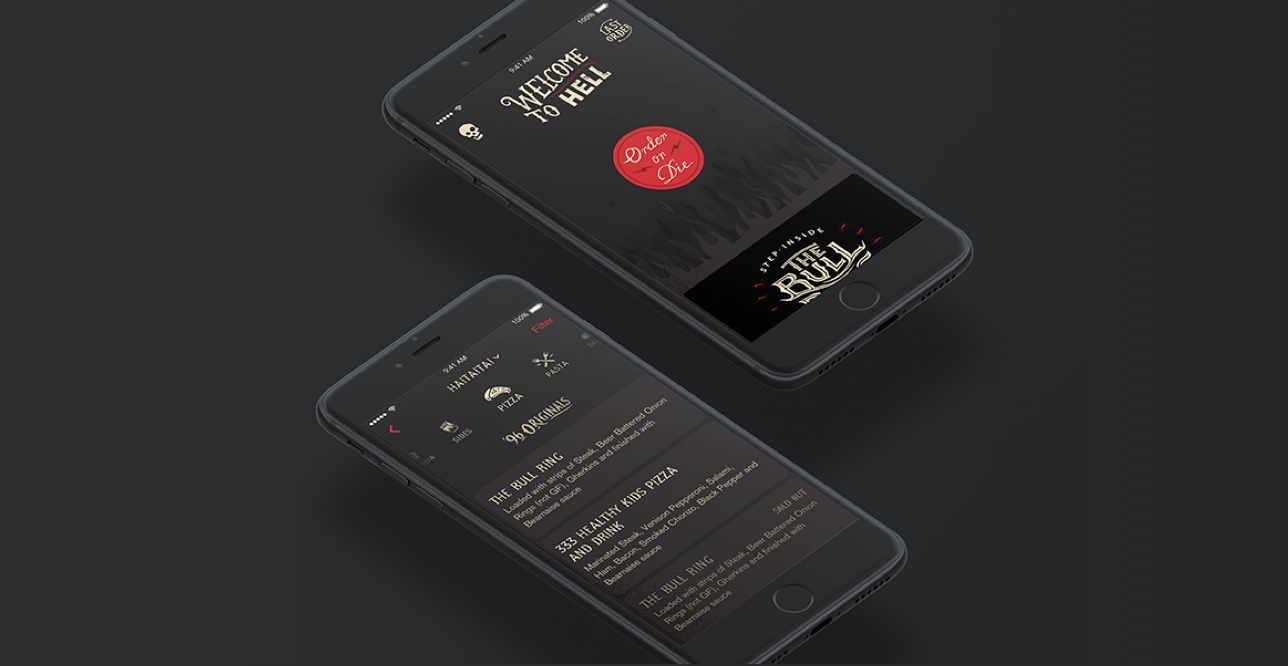 100%
9:41 AM
LAST
ORDER
WELCOME
TO HELL
Order
or
Die
STEP·INSIDE
THE
BULL
100%
9:41 AM
Filter
HAITAITAI
PASTA
PIZZA
SIDES
'96 ORIGINALS
THE BULL RING
Loaded with strips of Steak, Beer Battered Onion
Rings (not GF), Gherkins and finished with
Bearnaise sauce
333 HEALTHY KIDS PIZZA
AND DRINK
Marinated Steak, Venison Pepperoni, Salami,
Ham, Bacon, Smoked Chorizo, Black Pepper and
Bearnaise sauce
SOLD OUT
THE BULL RING
Loaded with strips of Steak, Beer Battered Onion
Rings (not GF), Gherkins and finished with
Bearnaise sauce